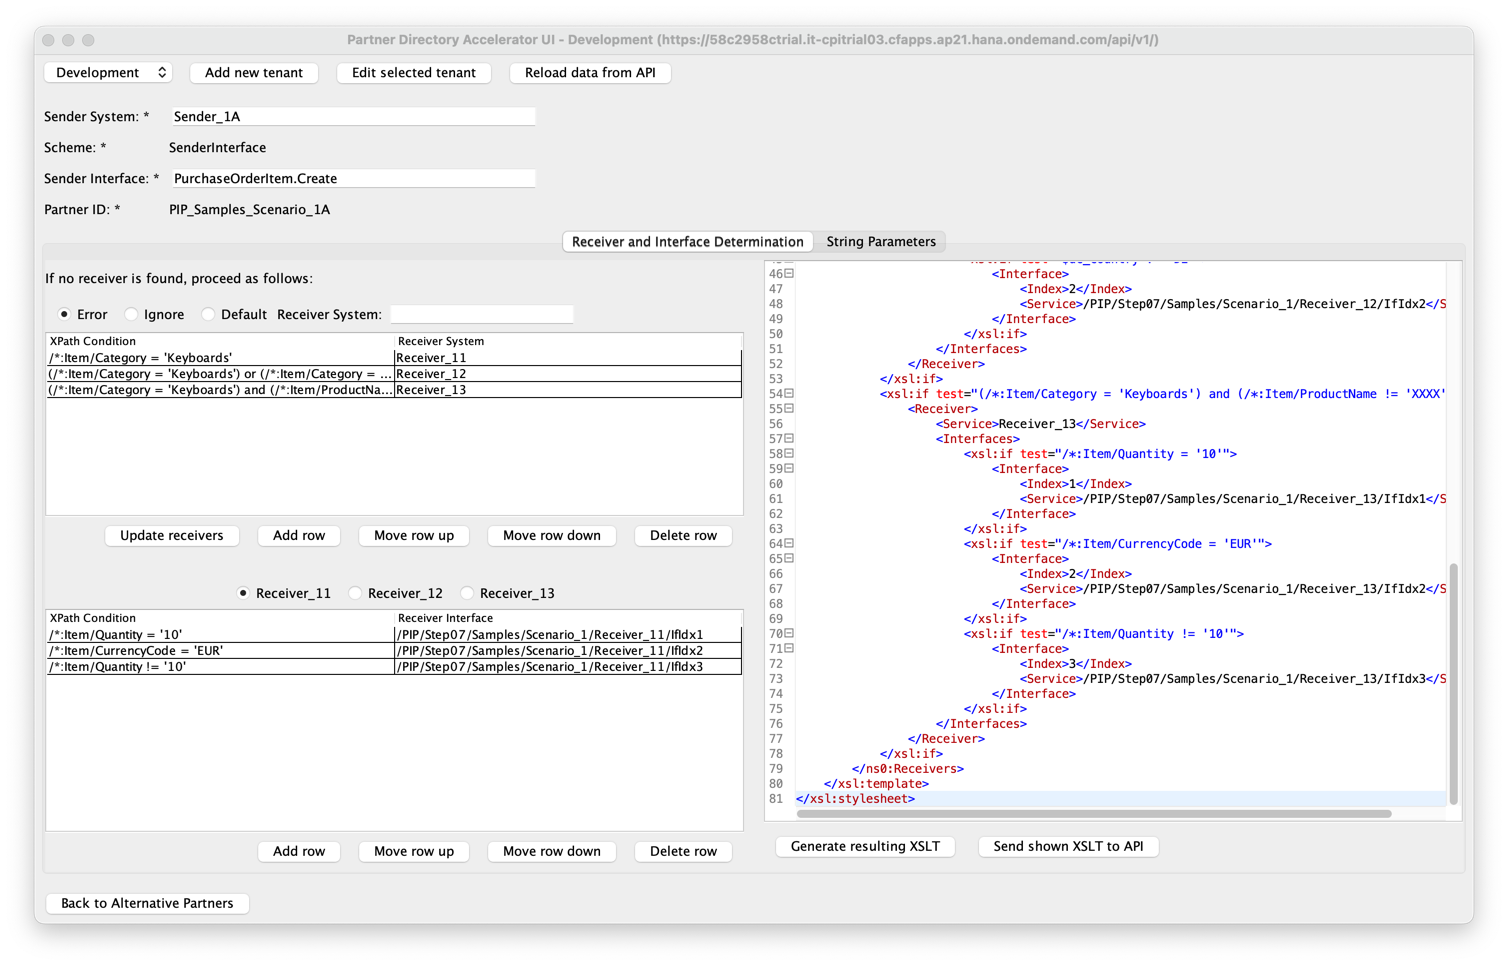 Partner Directory Accelerator UI - Development (https://58c2958ctrial.it-cpitrial03.cfapps.ap21.hana.ondemand.com/api/v1/)
Development Add new tenant Edit selected tenant Reload data from API
Sender System: * Sender_1A
Scheme: * SenderInterface
Sender Interface: * PurchaseOrderItem.Create
Partner ID: * PIP_Samples_Scenario_1A
Receiver and Interface Determination String Parameters
If no receiver is found, proceed as follows:
Error Ignore Default Receiver System:
XPath Condition Receiver System
/*:Item/Category = 'Keyboards' Receiver_11
(/*:Item/Category = 'Keyboards') or (/*:Item/Category = ... Receiver_12
(/*:Item/Category = 'Keyboards') and (/*:Item/ProductNa... Receiver_13
Update receivers Add row Move row up Move row down Delete row
Receiver_11 Receiver_12 Receiver_13
XPath Condition Receiver Interface
/*:Item/Quantity = '10' /PIP/Step07/Samples/Scenario_1/Receiver_11/IfIdx1
/*:Item/CurrencyCode = 'EUR' /PIP/Step07/Samples/Scenario_1/Receiver_11/IfIdx2
/*:Item/Quantity != '10' /PIP/Step07/Samples/Scenario_1/Receiver_11/IfIdx3
Add row Move row up Move row down Delete row
46 <Interface>
47 <Index>2</Index>
48 <Service>/PIP/Step07/Samples/Scenario_1/Receiver_12/IfIdx2</S
49 </Interface>
50 </xsl:if>
51 </Interfaces>
52 </Receiver>
53 </xsl:if>
54 <xsl:if test="(/*:Item/Category = 'Keyboards') and (/*:Item/ProductName != 'XXXX'
55 <Receiver>
56 <Service>Receiver_13</Service>
57 <Interfaces>
58 <xsl:if test="/*:Item/Quantity = '10'">
59 <Interface>
60 <Index>1</Index>
61 <Service>/PIP/Step07/Samples/Scenario_1/Receiver_13/IfIdx1</S
62 </Interface>
63 </xsl:if>
64 <xsl:if test="/*:Item/CurrencyCode = 'EUR'">
65 <Interface>
66 <Index>2</Index>
67 <Service>/PIP/Step07/Samples/Scenario_1/Receiver_13/IfIdx2</S
68 </Interface>
69 </xsl:if>
70 <xsl:if test="/*:Item/Quantity != '10'">
71 <Interface>
72 <Index>3</Index>
73 <Service>/PIP/Step07/Samples/Scenario_1/Receiver_13/IfIdx3</S
74 </Interface>
75 </xsl:if>
76 </Interfaces>
77 </Receiver>
78 </xsl:if>
79 </ns0:Receivers>
80 </xsl:template>
81 </xsl:stylesheet>
Generate resulting XSLT Send shown XSLT to API
Back to Alternative Partners